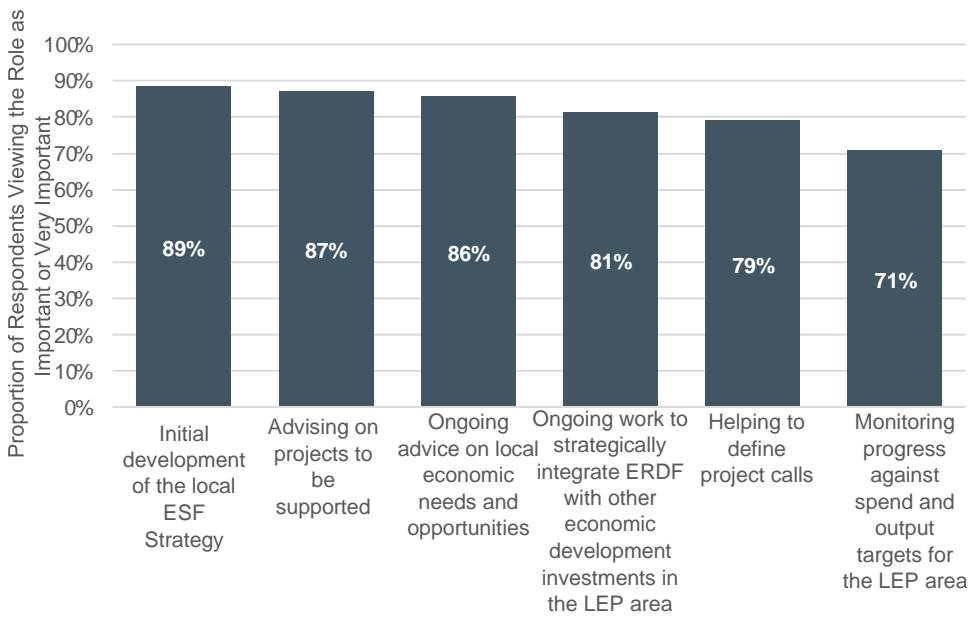 Proportion of Respondents Viewing the Role as
Important or Very Important
100%
90%
80%
70%
60%
50%
40%
30%
20%
10%
0%
89%
87%
86%
81%
79%
71%
Initial
development
of the local
ESF
Strategy
Advising on
projects to
be
supported
Ongoing
advice on local
economic
needs and
opportunities
Ongoing work to
strategically
integrate ERDF
with other
economic
development
investments in
the LEP area
Helping to
define
project calls
Monitoring
progress
against
spend and
output
targets for
the LEP area